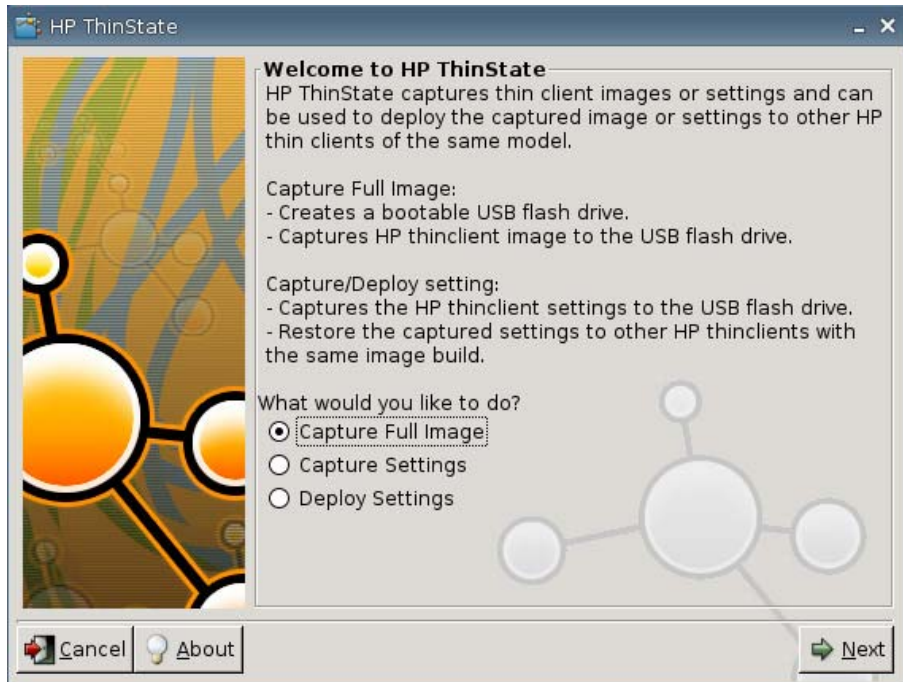 HP ThinState
Welcome to HP ThinState
HP ThinState captures thin client images or settings and can
be used to deploy the captured image or settings to other HP
thin clients of the same model.
Capture Full Image:
- Creates a bootable USB flash drive.
- Captures HP thinclient image to the USB flash drive.
Capture/Deploy setting:
- Captures the HP thinclient settings to the USB flash drive.
- Restore the captured settings to other HP thinclients with
the same image build.
What would you like to do?
Capture Full Image
Capture Settings
Deploy Settings
Cancel About Next